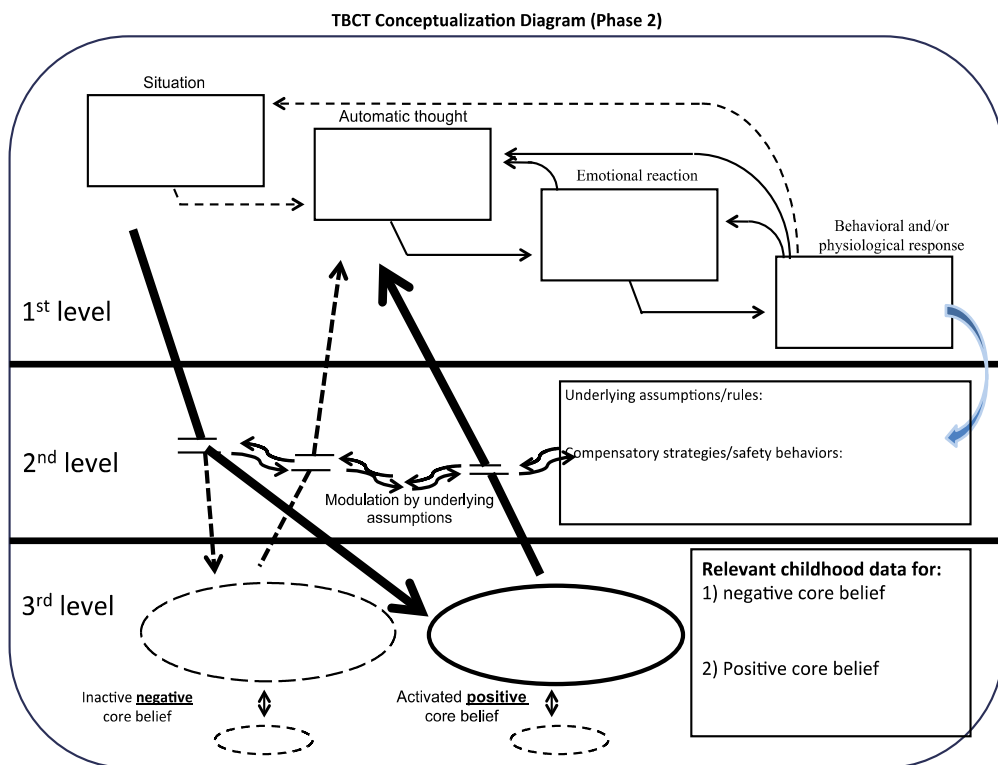 TBCT Conceptualization Diagram (Phase 2)
Situation
Automatic thought
Emotional reaction
Behavioral and/or
physiological response
1st level
Underlying assumptions/rules:
Compensatory strategies/safety behaviors:
2nd level
Modulation by underlying
assumptions
Relevant childhood data for:
1) negative core belief
2) Positive core belief
3rd level
Inactive negative
core belief
Activated positive
core belief